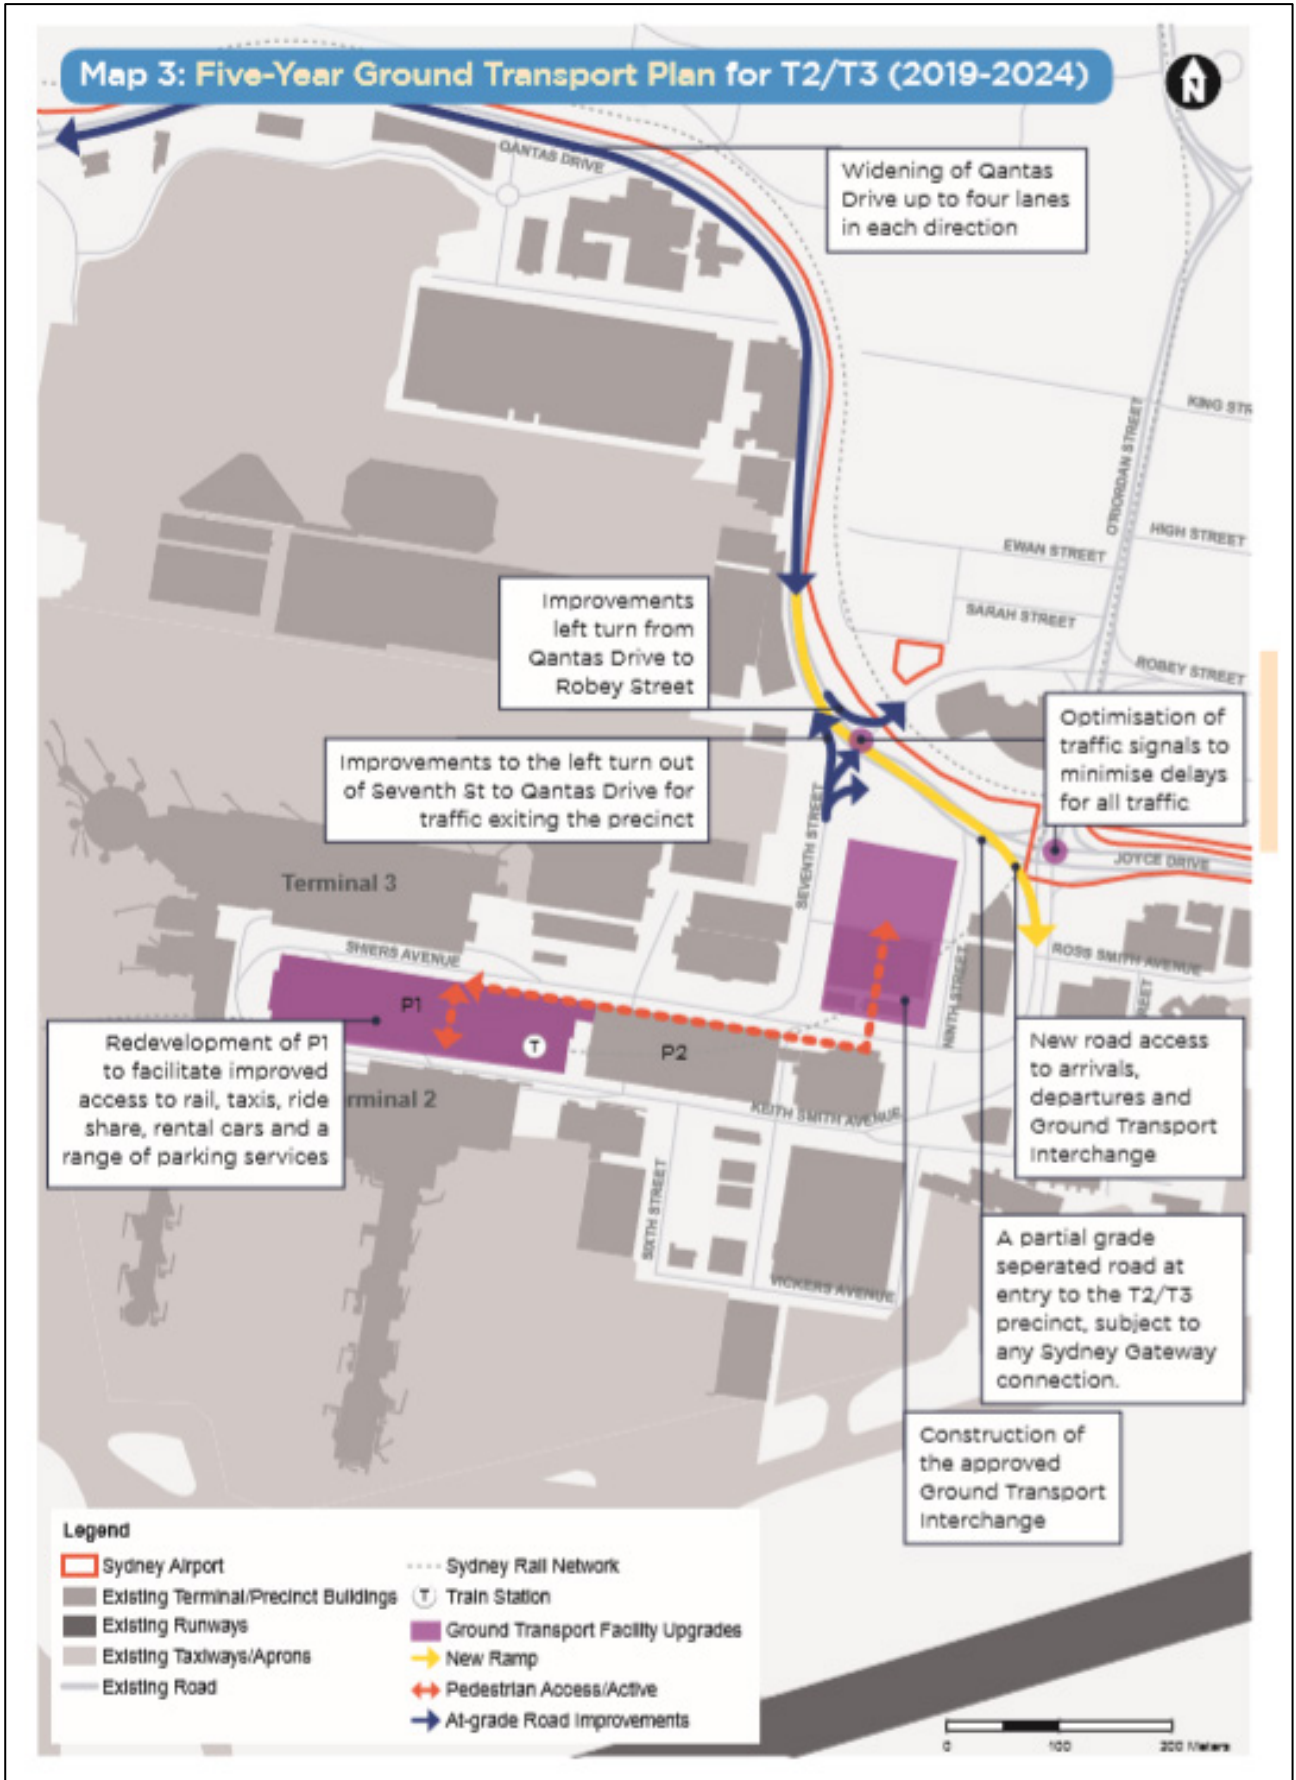 Map 3: Five-Year Ground Transport Plan for T2/T3 (2019-2024)
N
QANTAS DRIVE
Widening of Qantas
Drive up to four lanes
in each direction
KING STR
O'RIORDAN STREET
HIGH STREET
EWAN STREET
SARAH STREET
ROBEY STREET
Improvements
left turn from
Qantas Drive to
Robey Street
Optimisation of
traffic signals to
minimise delays
for all traffic
Improvements to the left turn out
of Seventh St to Qantas Drive for
traffic exiting the precinct
SEVENTH STREET
JOYCE DRIVE
Terminal 3
SHIERS AVENUE
ROSS SMITH AVENUE
NINTH STREET
REET
P1
T
P2
Redevelopment of P1
to facilitate improved
access to rail, taxis, ride
share, rental cars and a
range of parking services
rminal 2
KEITH SMITH AVENUE
New road access
to arrivals,
departures and
Ground Transport
Interchange
SIXTH STREET
VICKERS AVENUE
A partial grade
seperated road at
entry to the T2/T3
precinct, subject to
any Sydney Gateway
connection.
Construction of
the approved
Ground Transport
Interchange
Legend
Sydney Airport
Existing Terminal/Precinct Buildings
Existing Runways
Existing Taxiways/Aprons
Existing Road
Sydney Rail Network
T Train Station
Ground Transport Facility Upgrades
New Ramp
Pedestrian Access/Active
At-grade Road Improvements
0 100 200 Meters